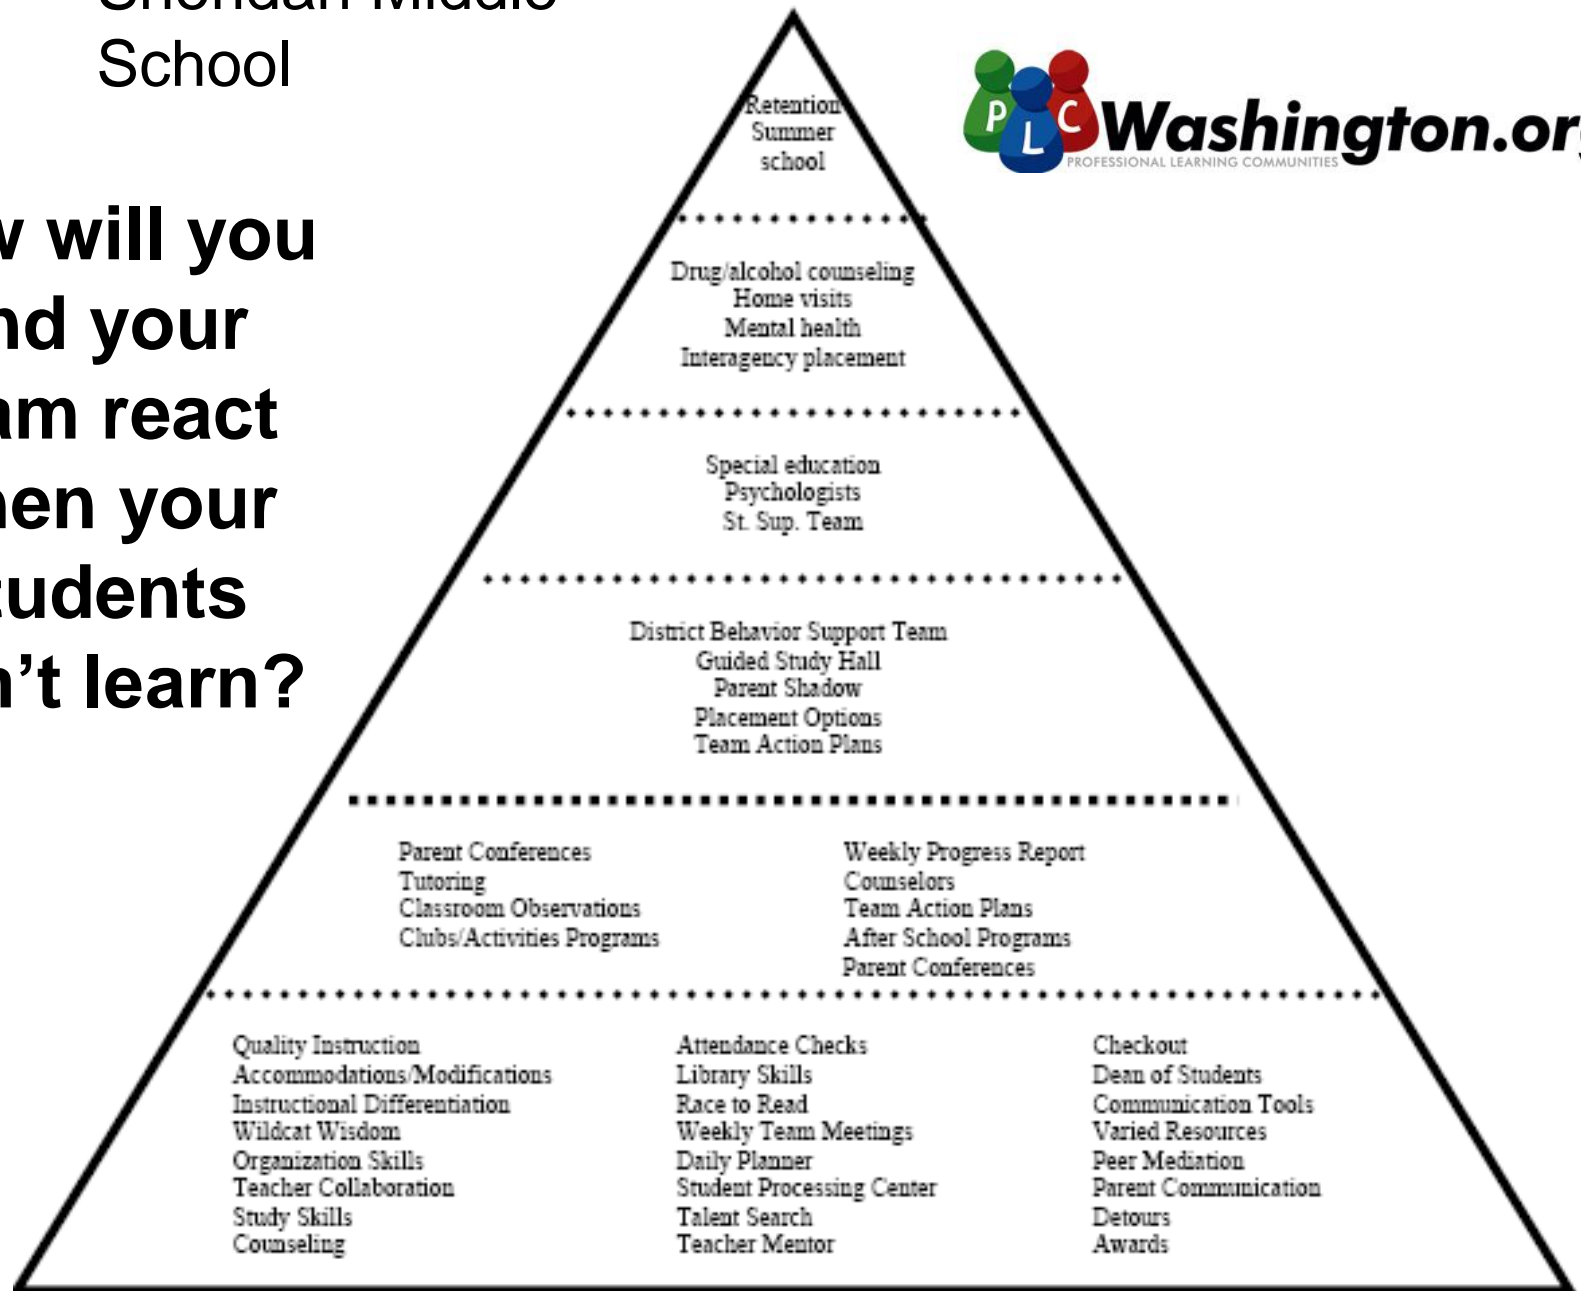 School
w will you
nd your
am react
hen your
tudents
n't learn?
PLC Washington.org
PROFESSIONAL LEARNING COMMUNITIES
Retention
Summer
school
Drug/alcohol counseling
Home visits
Mental health
Interagency placement
Special education
Psychologists
St. Sup. Team
District Behavior Support Team
Guided Study Hall
Parent Shadow
Placement Options
Team Action Plans
Parent Conferences
Tutoring
Classroom Observations
Clubs/Activities Programs
Weekly Progress Report
Counselors
Team Action Plans
After School Programs
Parent Conferences
Quality Instruction
Accommodations/Modifications
Instructional Differentiation
Wildcat Wisdom
Organization Skills
Teacher Collaboration
Study Skills
Counseling
Attendance Checks
Library Skills
Race to Read
Weekly Team Meetings
Daily Planner
Student Processing Center
Talent Search
Teacher Mentor
Checkout
Dean of Students
Communication Tools
Varied Resources
Peer Mediation
Parent Communication
Detours
Awards